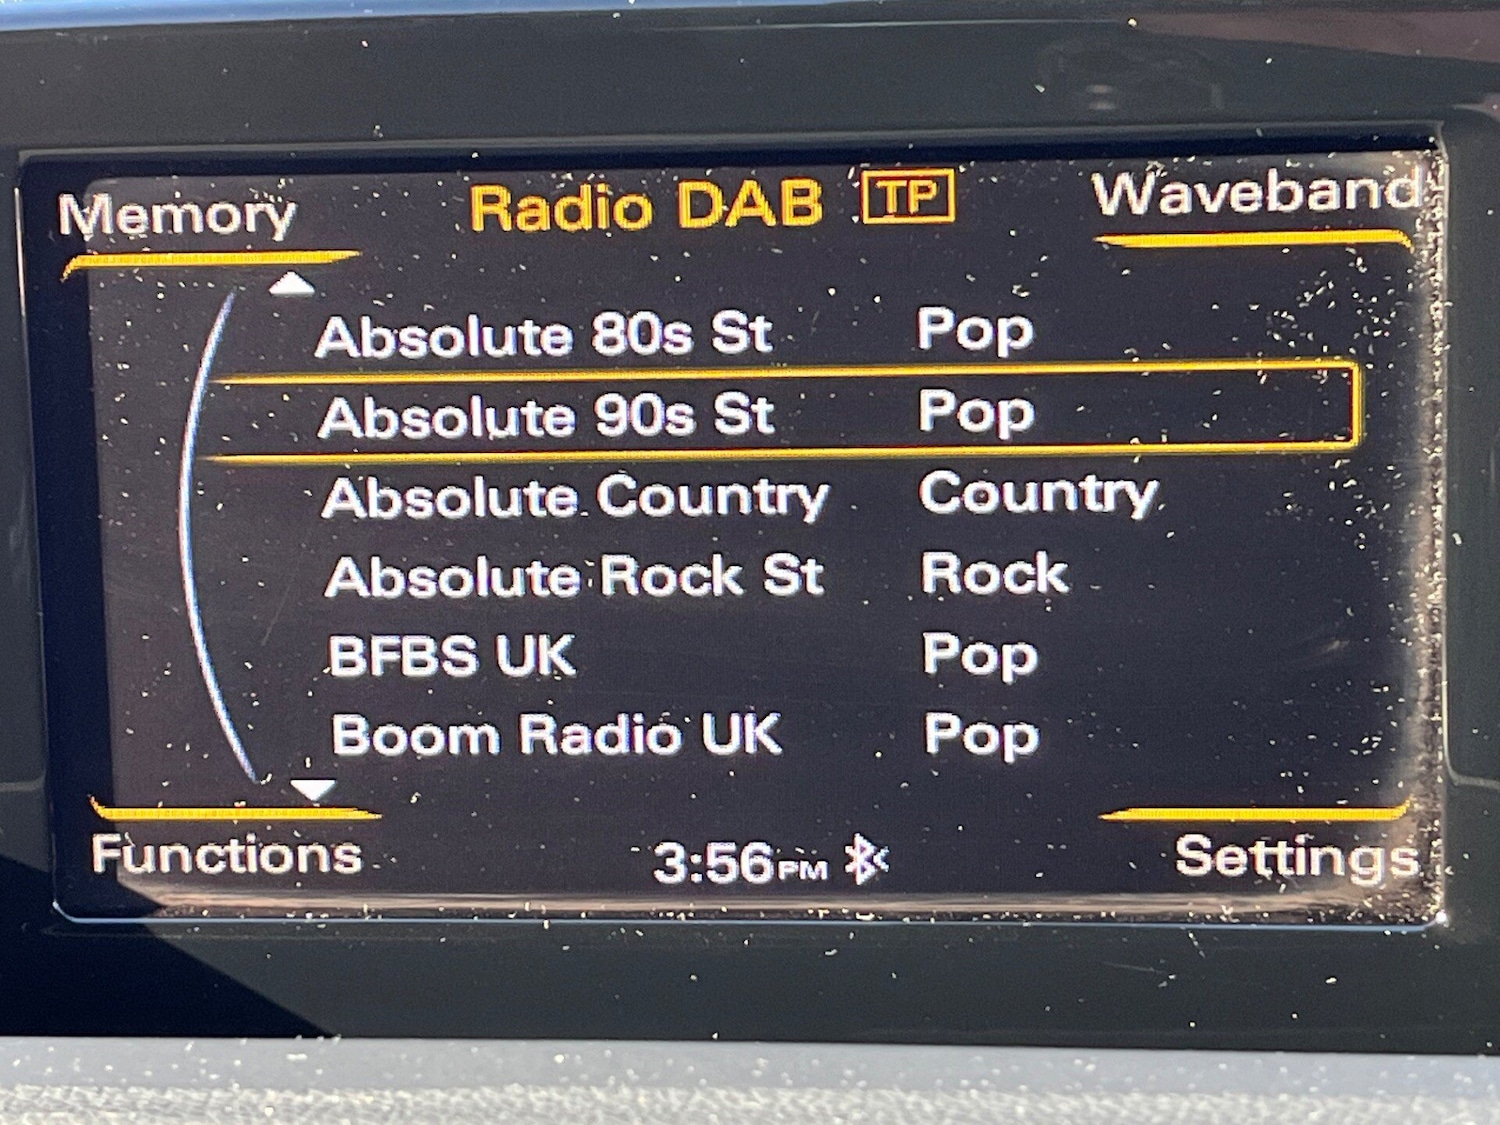 Memory Radio DAB TP Waveband
Absolute 80s St Pop
Absolute 90s St Pop
Absolute Country Country
Absolute Rock St Rock
BFBS UK Pop
Boom Radio UK Pop
Functions 3:56PM Settings